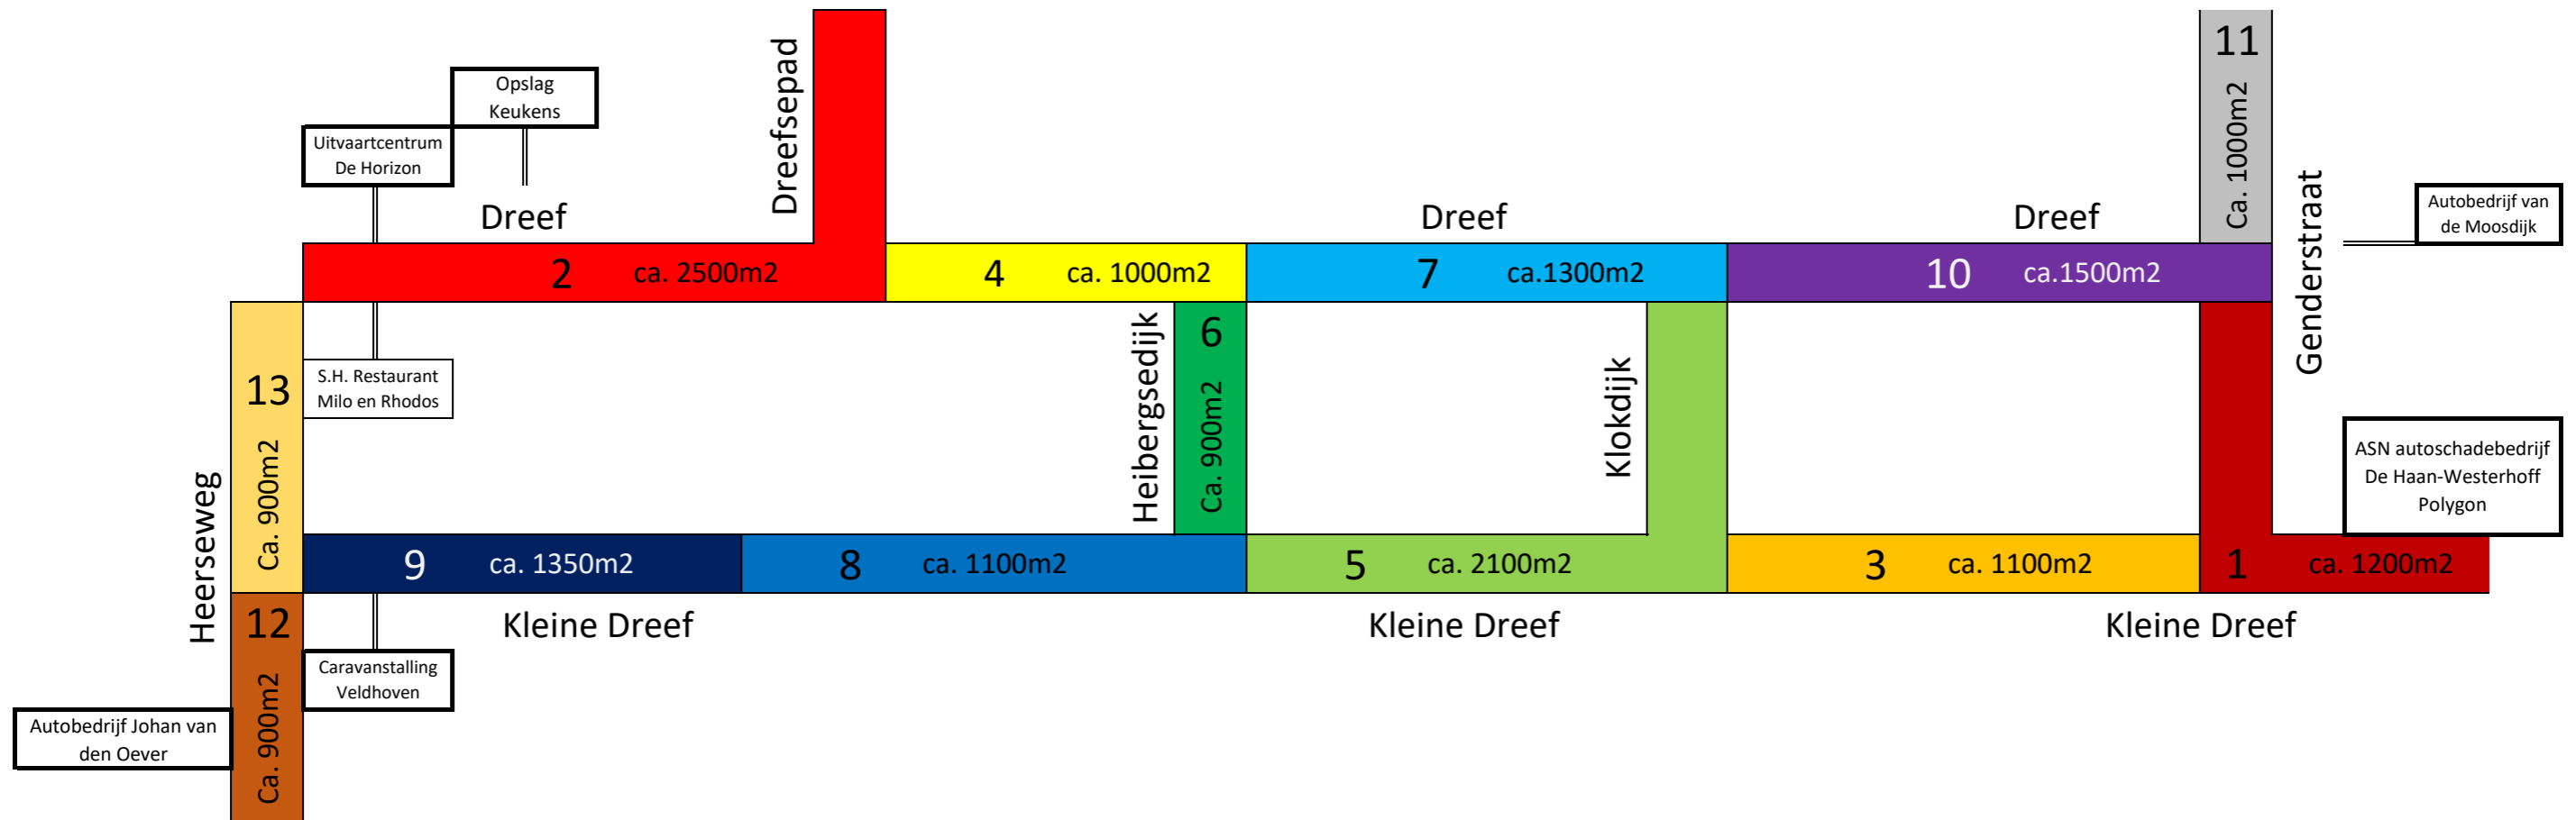 11
Ca. 1000m2
Opslag
Keukens
Dreefsepad
Uitvaartcentrum
De Horizon
Dreef
Dreef
Dreef
Genderstraat
Autobedrijf van
de Moosdijk
2 ca. 2500m2
4 ca. 1000m2
7 ca.1300m2
10 ca.1500m2
13
Ca. 900m2
S.H. Restaurant
Milo en Rhodos
Heibergsedijk
6
Ca. 900m2
Klokdijk
ASN autoschadebedrijf
De Haan-Westerhoff
Polygon
Heerseweg
9 ca. 1350m2
8 ca. 1100m2
5 ca. 2100m2
3 ca. 1100m2
1 ca. 1200m2
12
Ca. 900m2
Kleine Dreef
Kleine Dreef
Kleine Dreef
Caravanstalling
Veldhoven
Autobedrijf Johan van
den Oever